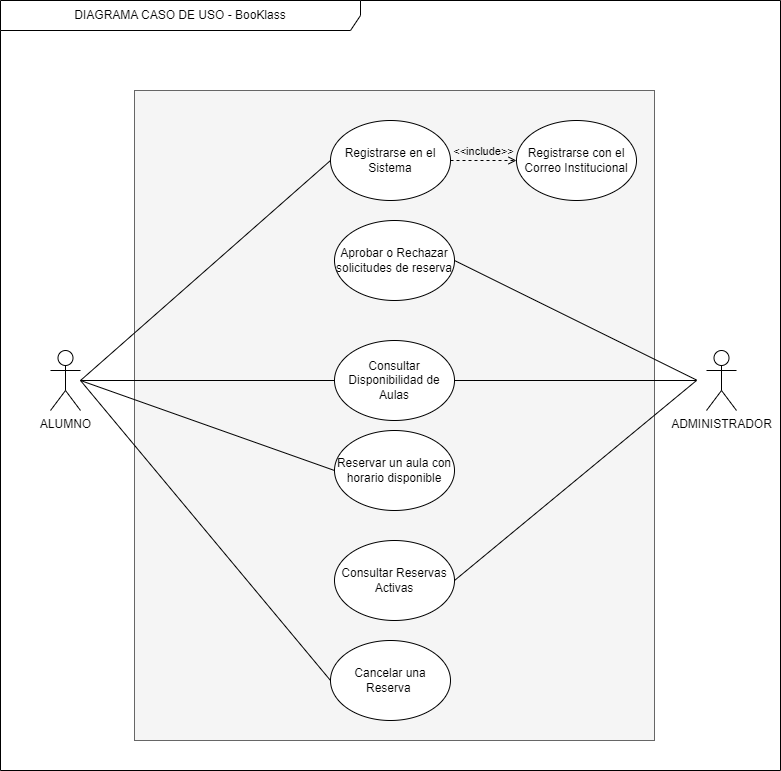 DIAGRAMA CASO DE USO - BooKlass
Registrarse en el
Sistema
<<include>>
Registrarse con el
Correo Institucional
Aprobar o Rechazar
solicitudes de reserva
Consultar
Disponibilidad de
Aulas
ALUMNO
ADMINISTRADOR
Reservar un aula con
horario disponible
Consultar Reservas
Activas
Cancelar una
Reserva